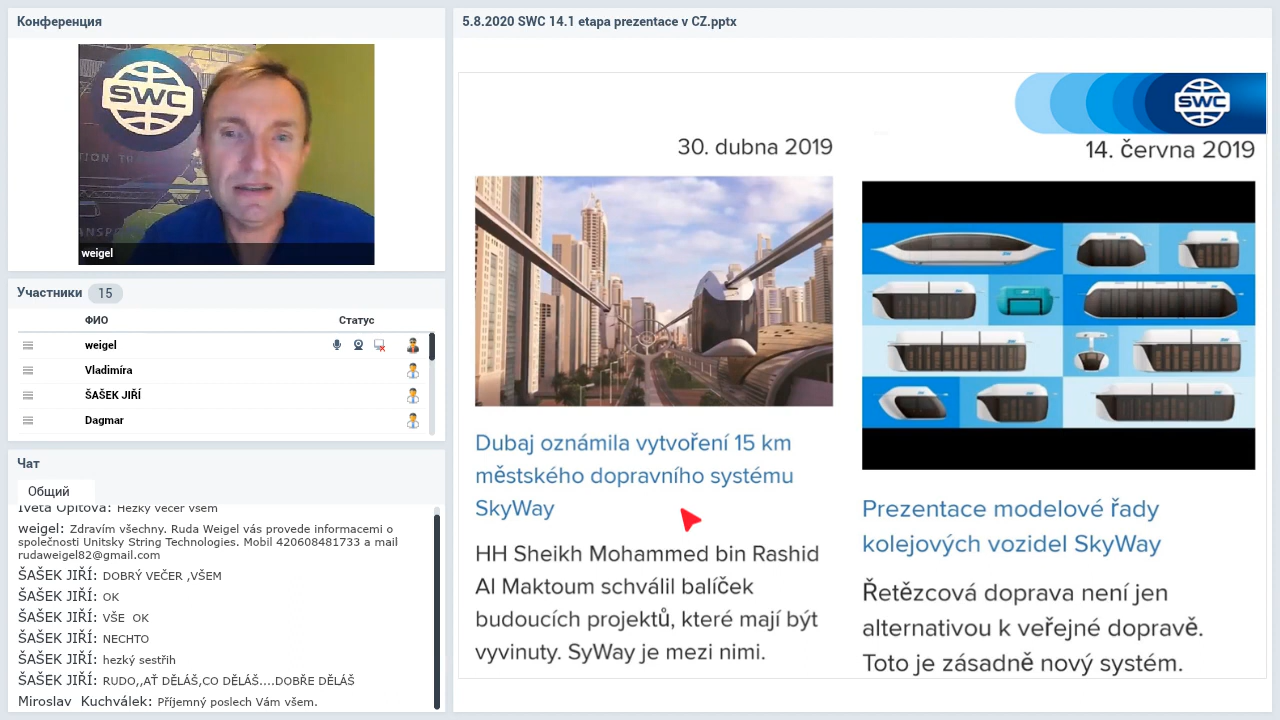 Конференция
SWC
TION TR
NSP
weigel
Участники 15
ФИО Статус
weigel
Vladimíra
ŠAŠEK JIŘÍ
Dagmar
Чат
Общий
Iveta Opitová: Hezký večer všem
weigel: Zdravím všechny. Ruda Weigel vás provede informacemi o
společnosti Unitsky String Technologies. Mobil 420608481733 a mail
rudaweigel82@gmail.com
ŠAŠEK JIŘÍ: DOBRÝ VEČER ,VŠEM
ŠAŠEK JIŘÍ: OK
ŠAŠEK JIŘÍ: VŠE OK
ŠAŠEK JIŘÍ: NECHTO
ŠAŠEK JIŘÍ: hezký sestřih
ŠAŠEK JIŘÍ: RUDO,,AŤ DĚLÁŠ,CO DĚLÁŠ....DOBŘE DĚLÁŠ
Miroslav Kuchválek: Příjemný poslech Vám všem.
5.8.2020 SWC 14.1 etapa prezentace v CZ.pptx
SWC
30. dubna 2019
Dubaj oznámila vytvoření 15 km
městského dopravního systému
SkyWay
HH Sheikh Mohammed bin Rashid
Al Maktoum schválil balíček
budoucích projektů, které mají být
vyvinuty. SyWay je mezi nimi.
14. června 2019
Prezentace modelové řady
kolejových vozidel SkyWay
Řetězcová doprava není jen
alternativou k veřejné dopravě.
Toto je zásadně nový systém.